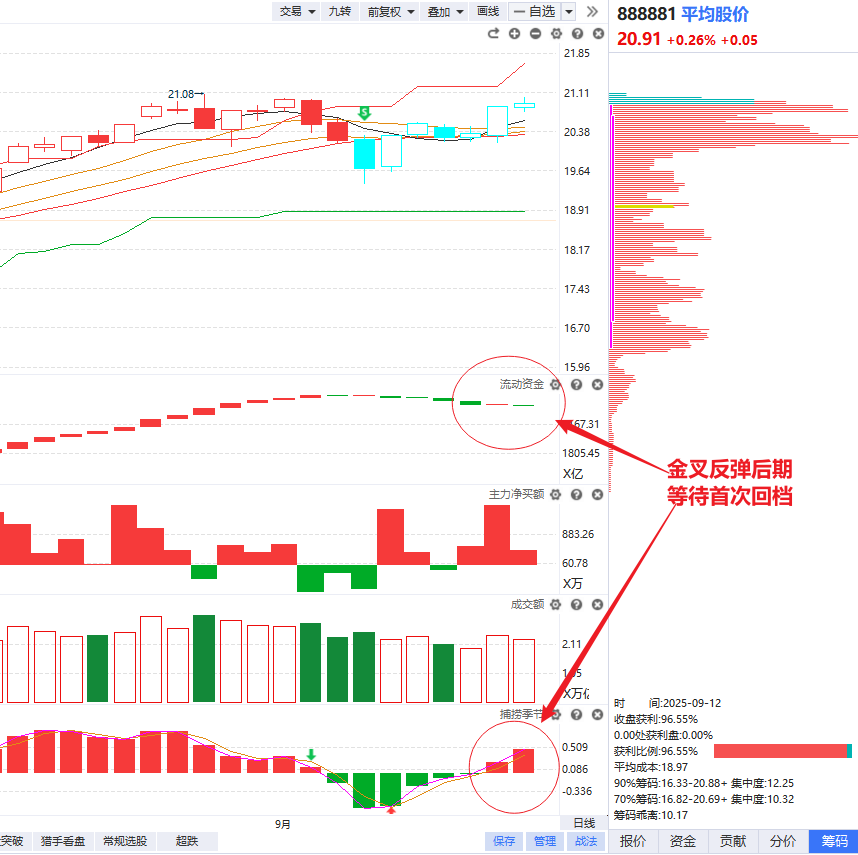 交易 九转 前复权 叠加 画线 一 自选
888881 平均股价
20.91 +0.26% +0.05
21.85
21.08
21.11
20.38
19.64
18.91
18.17
17.43
16.70
15.96
S
流动资金
67.31
1805.45
X亿
金叉反弹后期
等待首次回档
主力净买额
883.26
60.78
X万
成交额
2.11
X万亿
捕捞季节
0.509
0.086
-0.336
9月
日线
时 间:2025-09-12
收盘获利:96.55%
0.00处获利盘:0.00%
获利比例:96.55%
平均成本:18.97
90%筹码:16.33-20.88+ 集中度:12.25
70%筹码:16.82-20.69+ 集中度:10.32
筹码乖离:10.17
突破 猎手看盘 常规选股 超跌 保存 管理 战法
报价 资金 贡献 分价 筹码